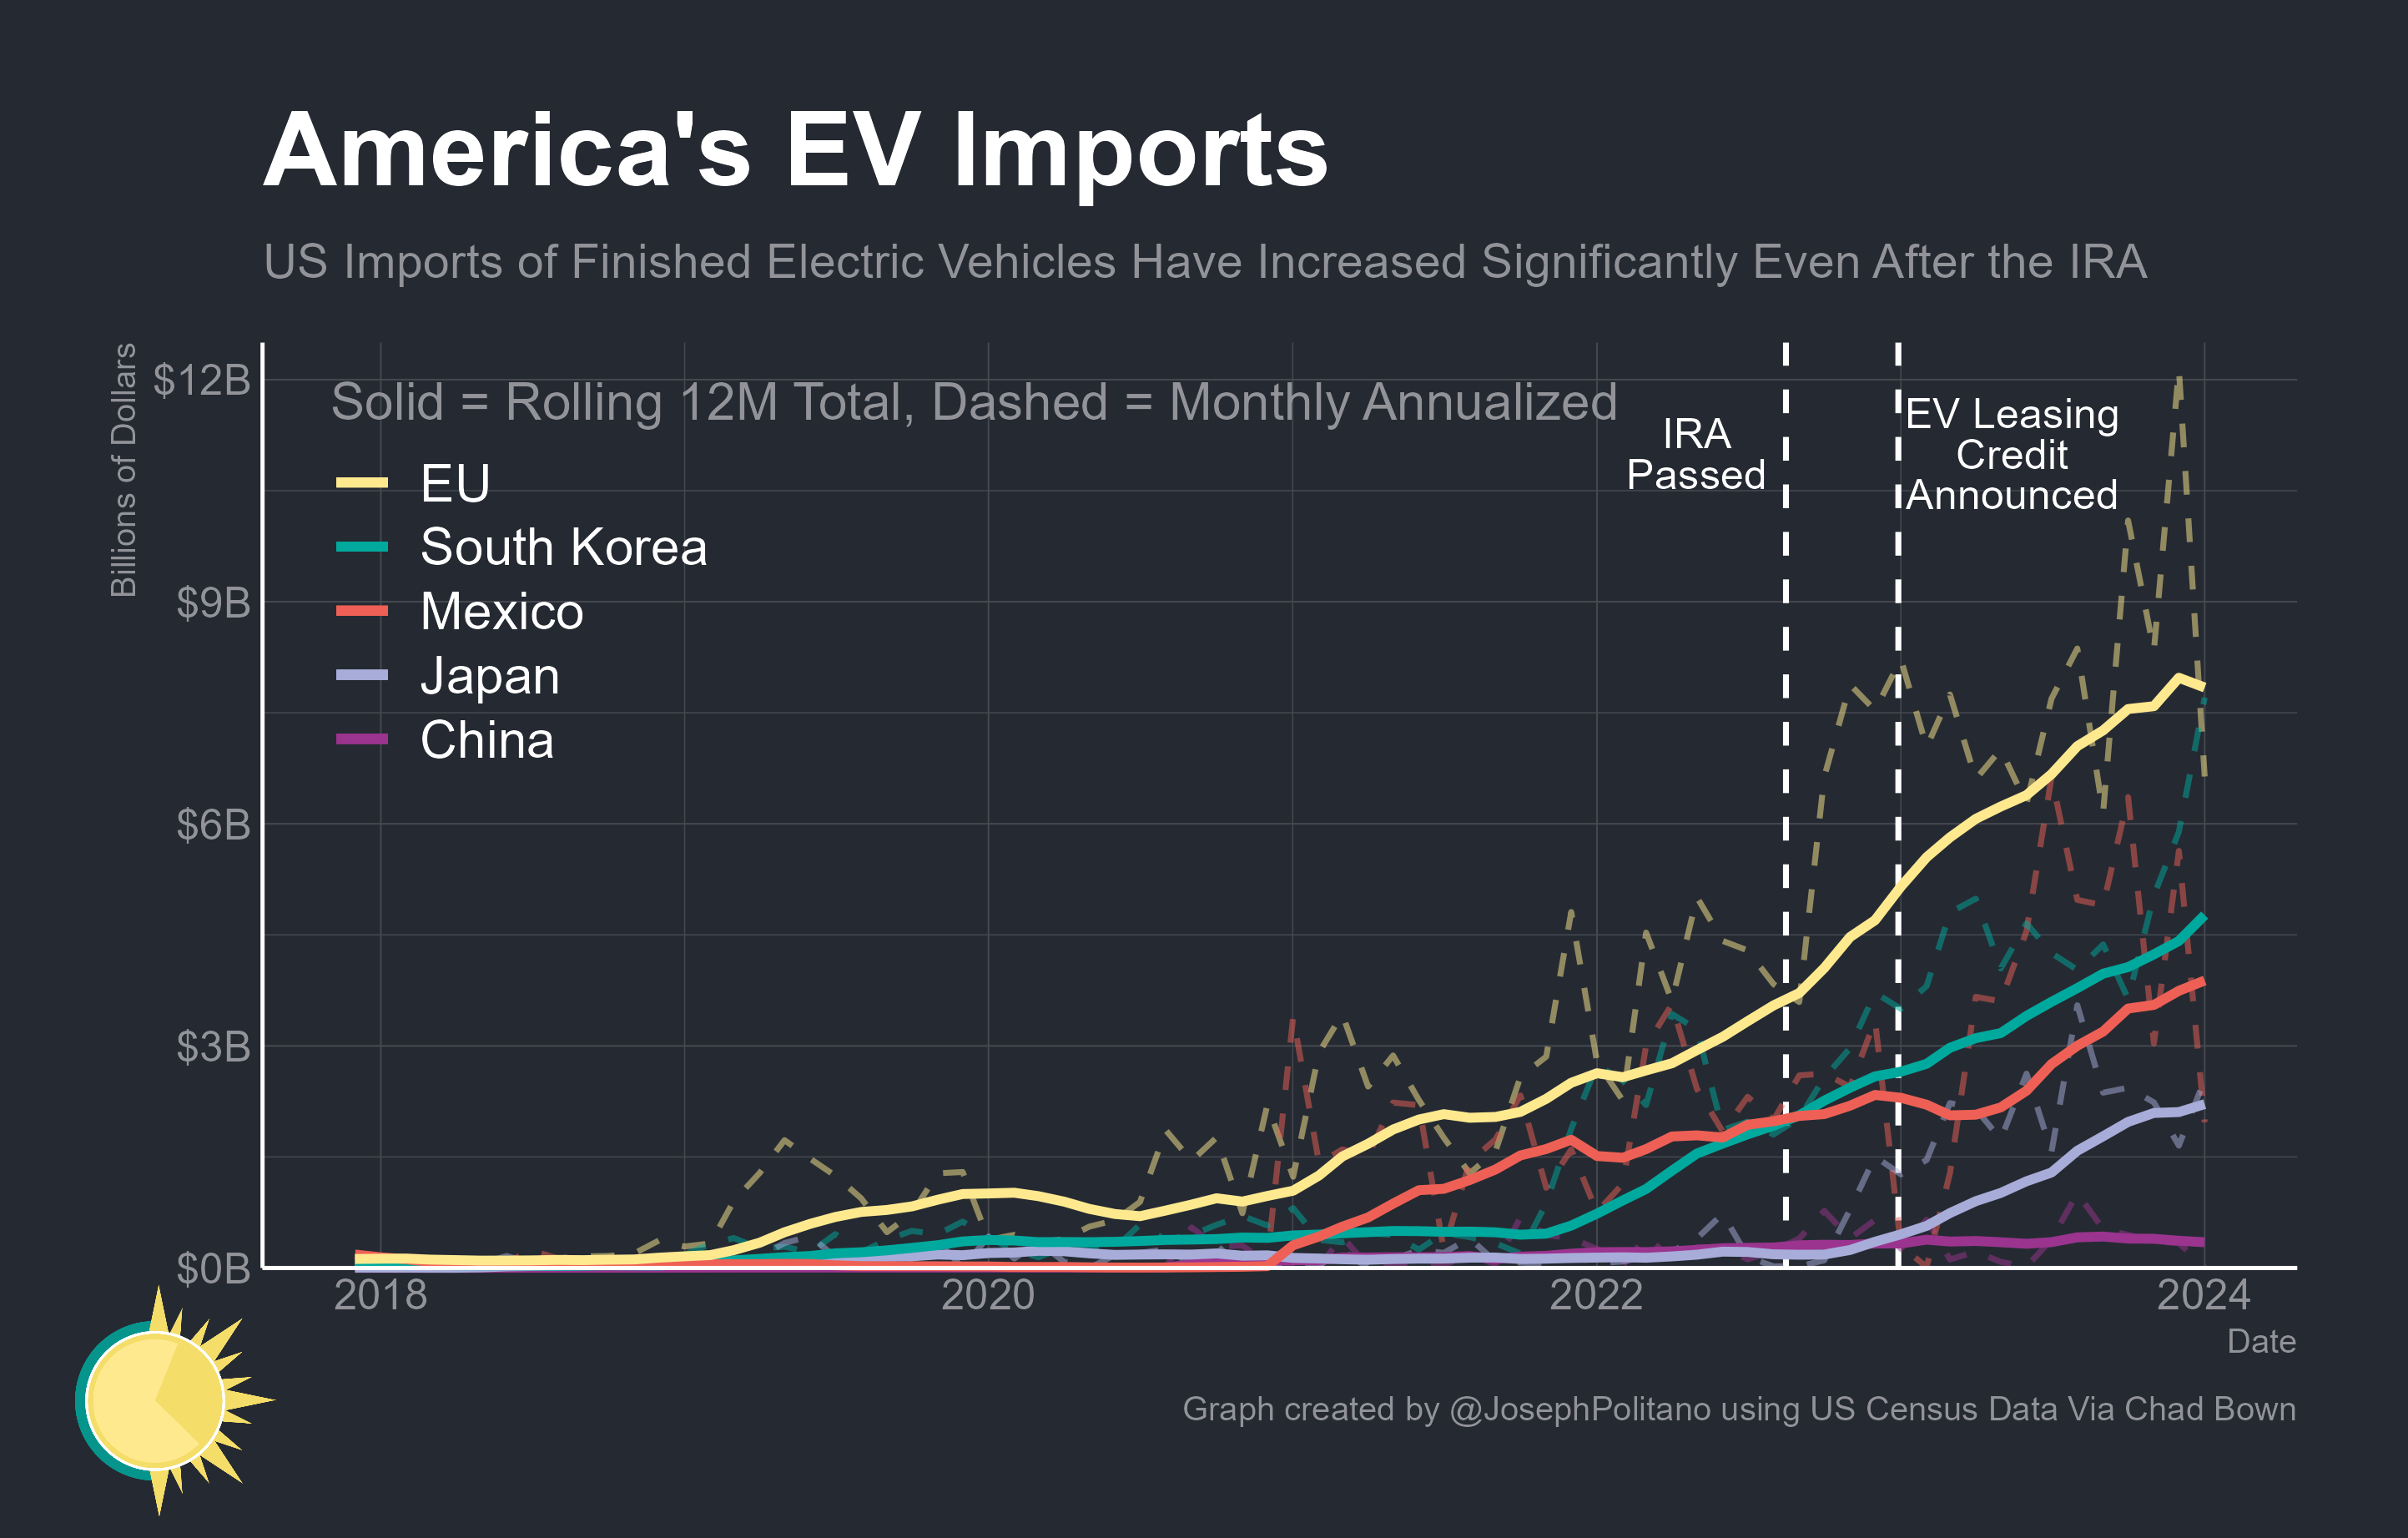 America's EV Imports
US Imports of Finished Electric Vehicles Have Increased Significantly Even After the IRA
Billions of Dollars
$12B
$9B
$6B
$3B
$0B
Solid = Rolling 12M Total, Dashed = Monthly Annualized
EU
South Korea
Mexico
Japan
China
IRA
Passed
EV Leasing
Credit
Announced
2018
2020
2022
2024
Date
Graph created by @JosephPolitano using US Census Data Via Chad Bown